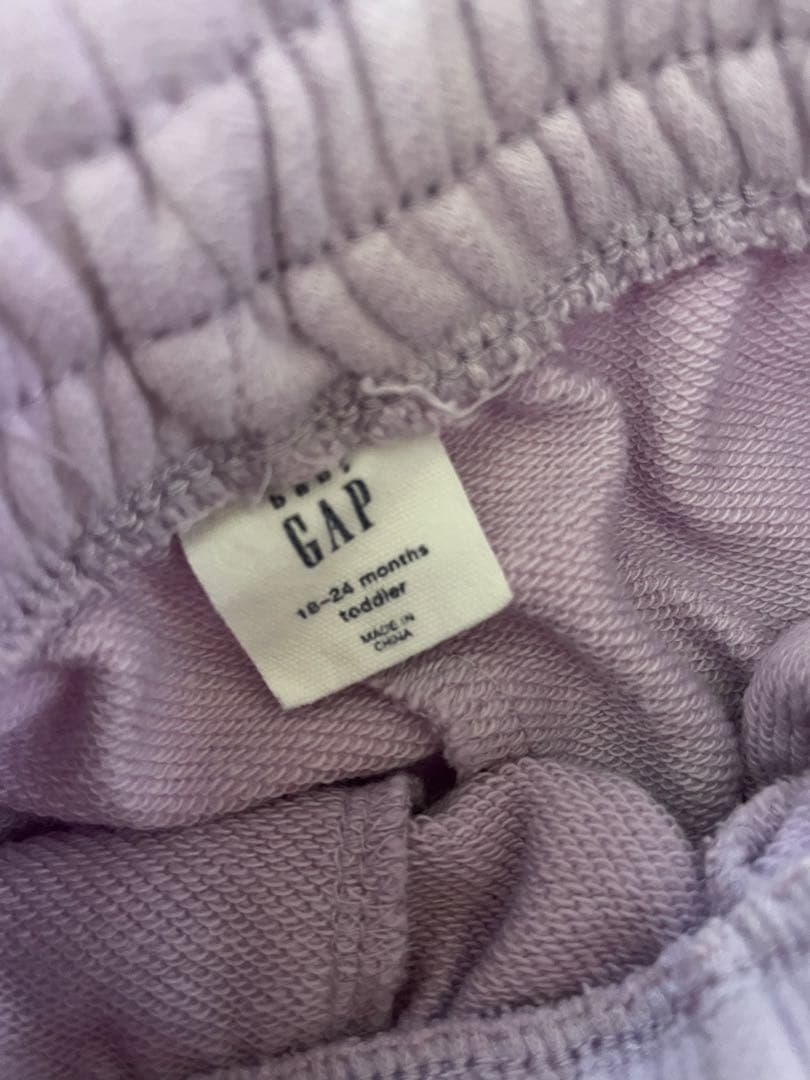 baby
GAP
18-24 months
toddler
MADE IN
CHINA